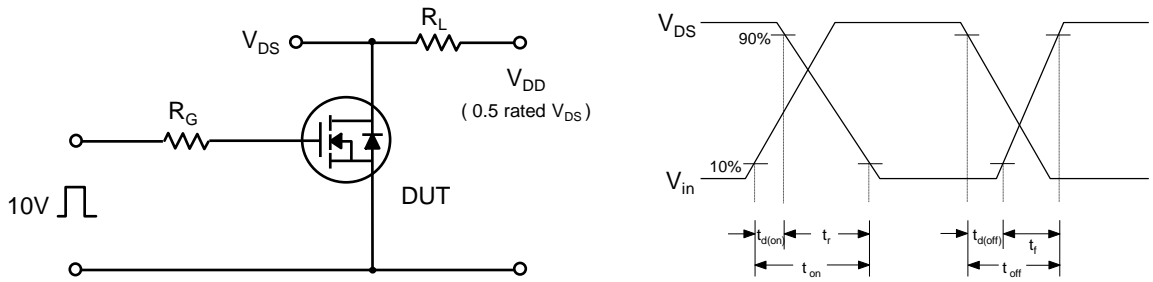 R_L
V_DS
V_DD
( 0.5 rated V_DS )
R_G
DUT
10V
V_DS
90%
10%
V_in
t_d(on)
t_r
t_on
t_d(off)
t_f
t_off